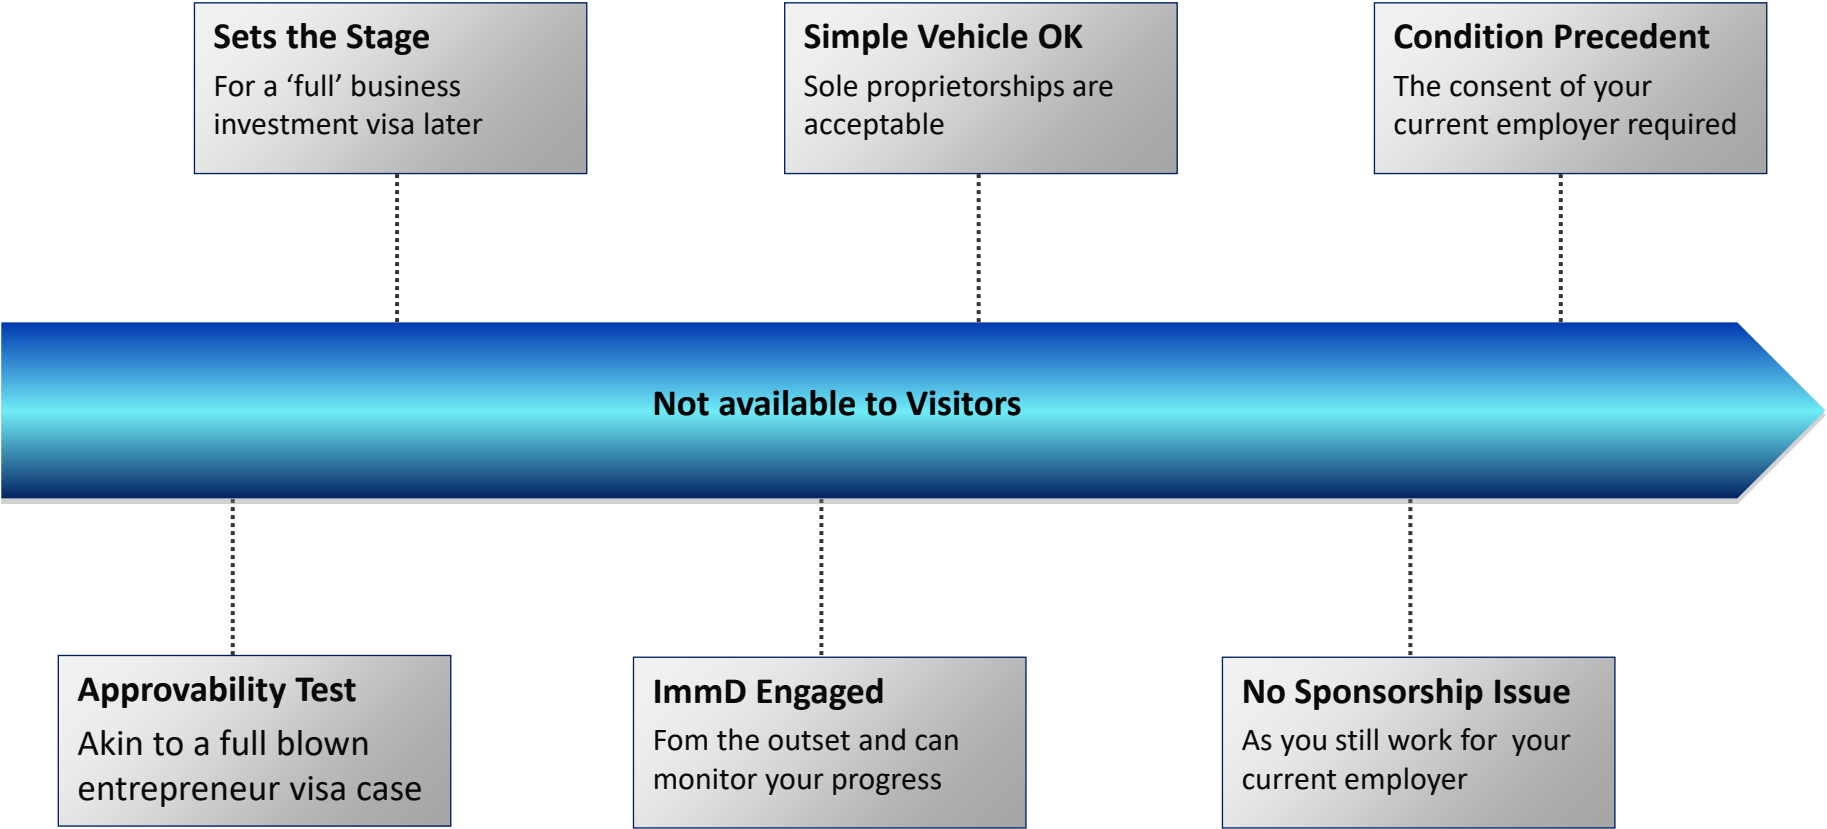 Sets the Stage
For a ‘full’ business
investment visa later
Simple Vehicle OK
Sole proprietorships are
acceptable
Condition Precedent
The consent of your
current employer required
Not available to Visitors
Approvability Test
Akin to a full blown
entrepreneur visa case
ImmD Engaged
Fom the outset and can
monitor your progress
No Sponsorship Issue
As you still work for  your
current employer